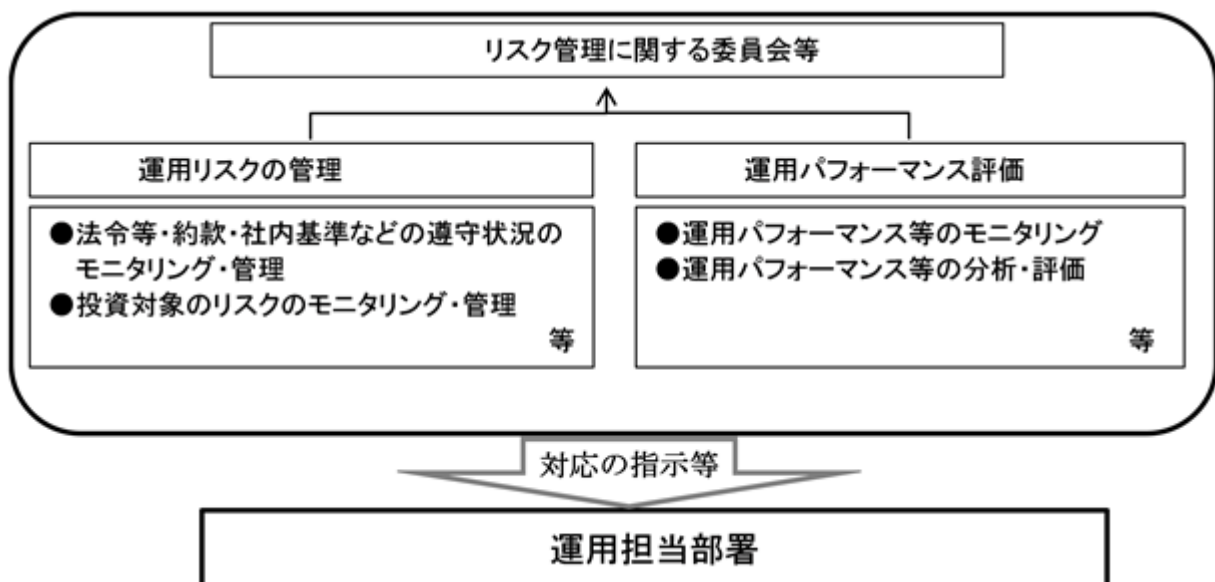 リスク管理に関する委員会等
運用リスクの管理
●法令等・約款・社内基準などの遵守状況の
モニタリング・管理
●投資対象のリスクのモニタリング・管理
等
運用パフォーマンス評価
●運用パフォーマンス等のモニタリング
●運用パフォーマンス等の分析・評価
等
対応の指示等
運用担当部署